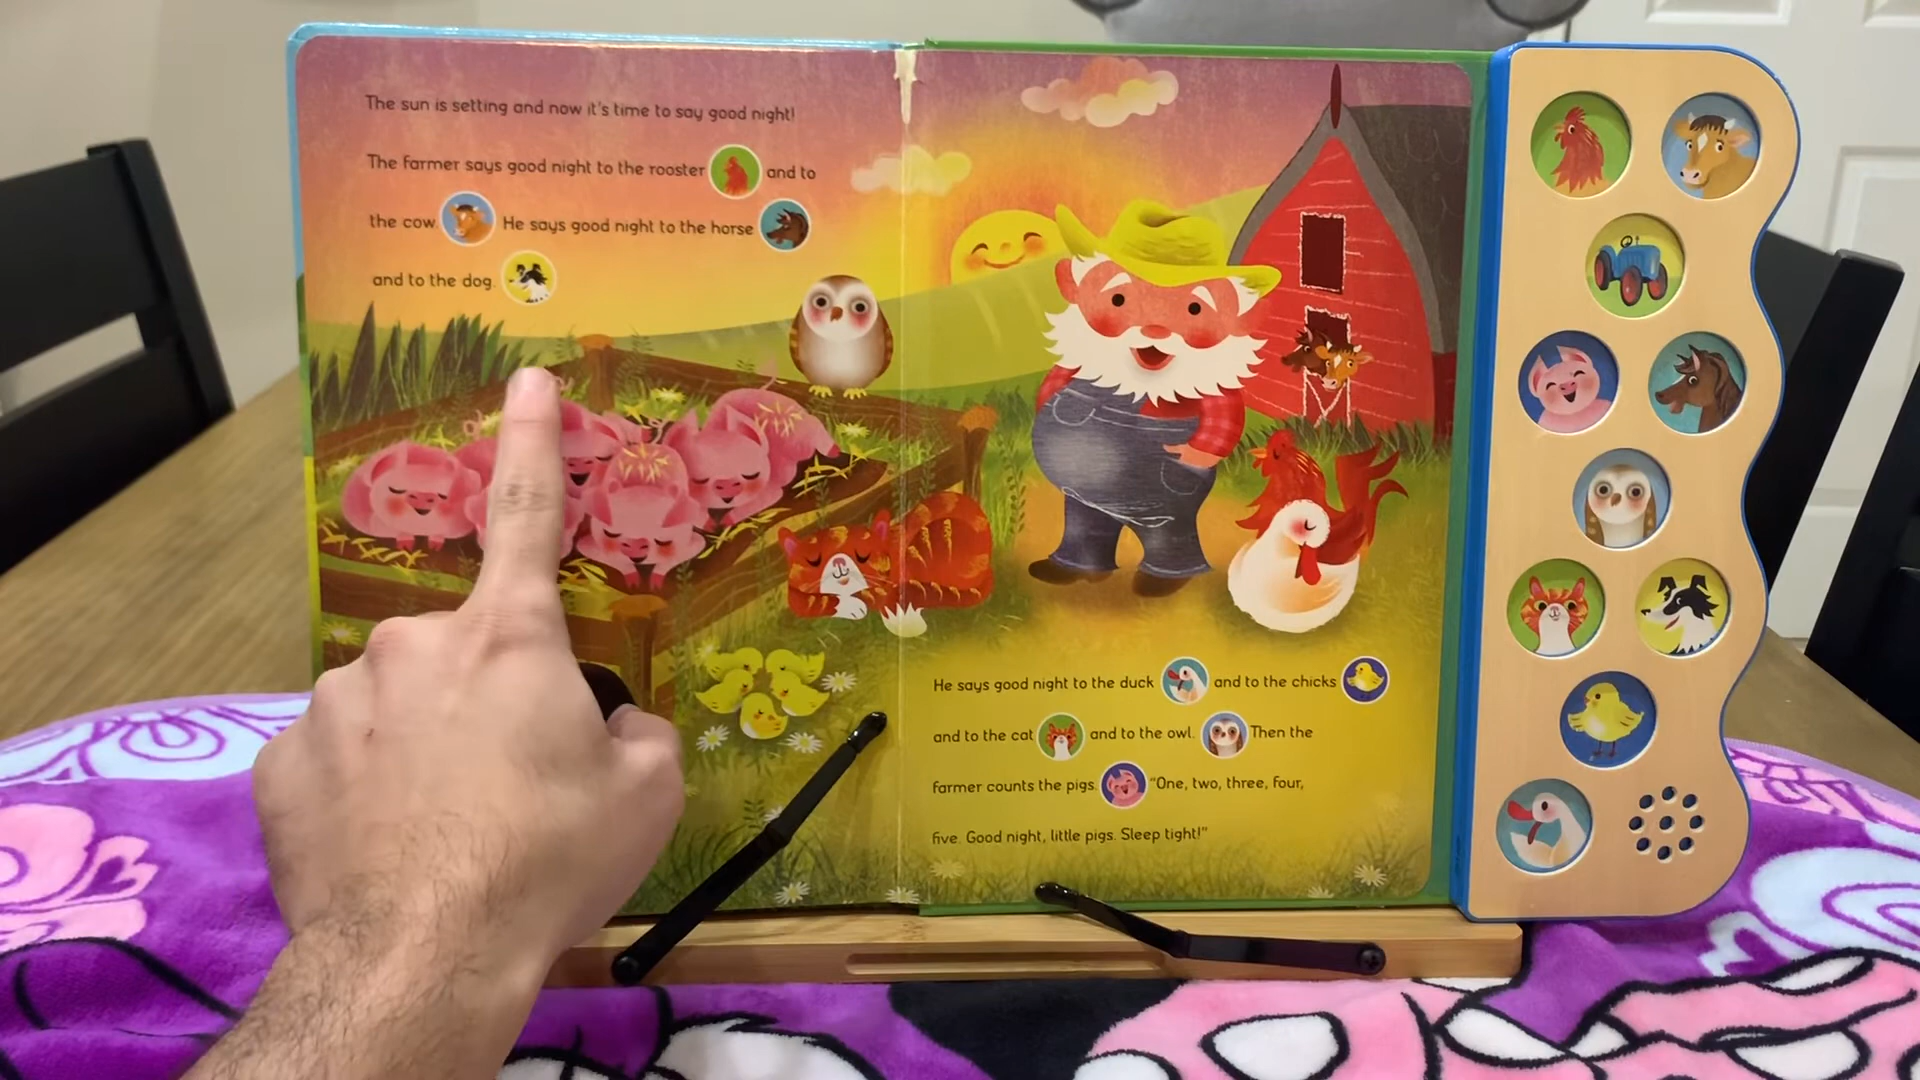 The sun is setting and now it's time to say good night!
The farmer says good night to the rooster and to
the cow. He says good night to the horse
and to the dog.
He says good night to the duck and to the chicks
and to the cat and to the owl. Then the
farmer counts the pigs. "One, two, three, four,
five. Good night, little pigs. Sleep tight!"